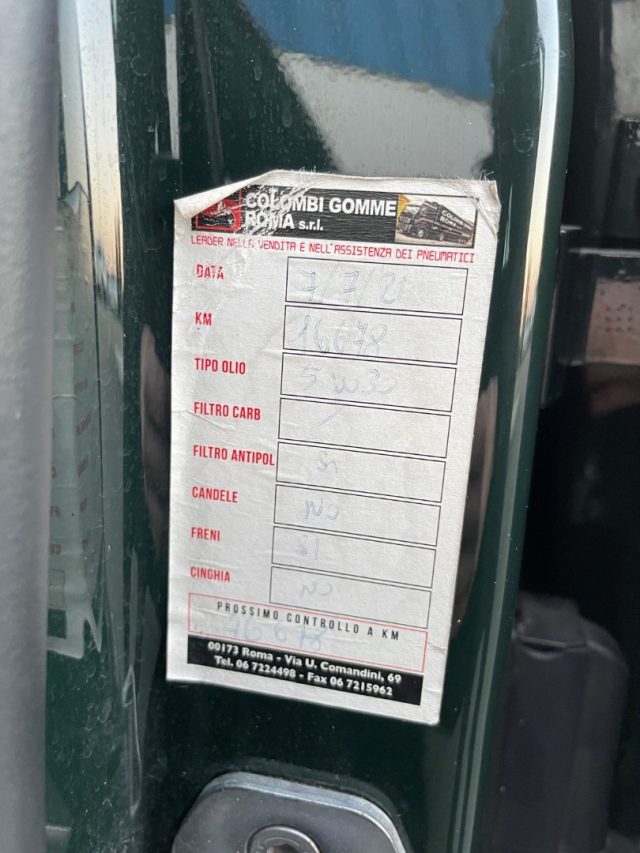 COLOMBI GOMME
ROMA s.r.l.
LEADER NELLA VENDITA E NELL'ASSISTENZA DEI PNEUMATICI
DATA 7/7/21
KM 16678
TIPO OLIO 5W30
FILTRO CARB /
FILTRO ANTIPOL SI
CANDELE NO
FRENI SI
CINGHIA NO
PROSSIMO CONTROLLO A KM
00173 Roma - Via U. Comandini, 69
Tel. 06 7224498 - Fax 06 7215962